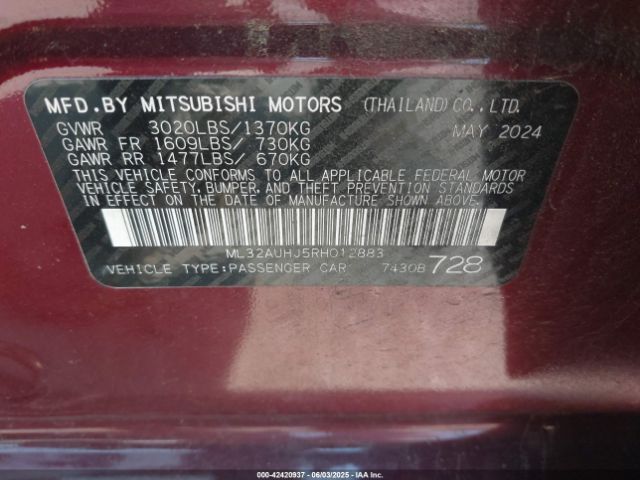 MFD.BY MITSUBISHI MOTORS (THAILAND) CO., LTD.
GVWR 3020LBS/1370KG MAY 2024
GAWR FR 1609LBS/ 730KG
GAWR RR 1477LBS/ 670KG
THIS VEHICLE CONFORMS TO ALL APPLICABLE FEDERAL MOTOR
VEHICLE SAFETY, BUMPER, AND THEFT PREVENTION STANDARDS
IN EFFECT ON THE DATE OF MANUFACTURE SHOWN ABOVE.
ML32AUHJ5RH012883
VEHICLE TYPE:PASSENGER CAR 7430B 728
000-42420937 - 06/03/2025 - IAAI.COM